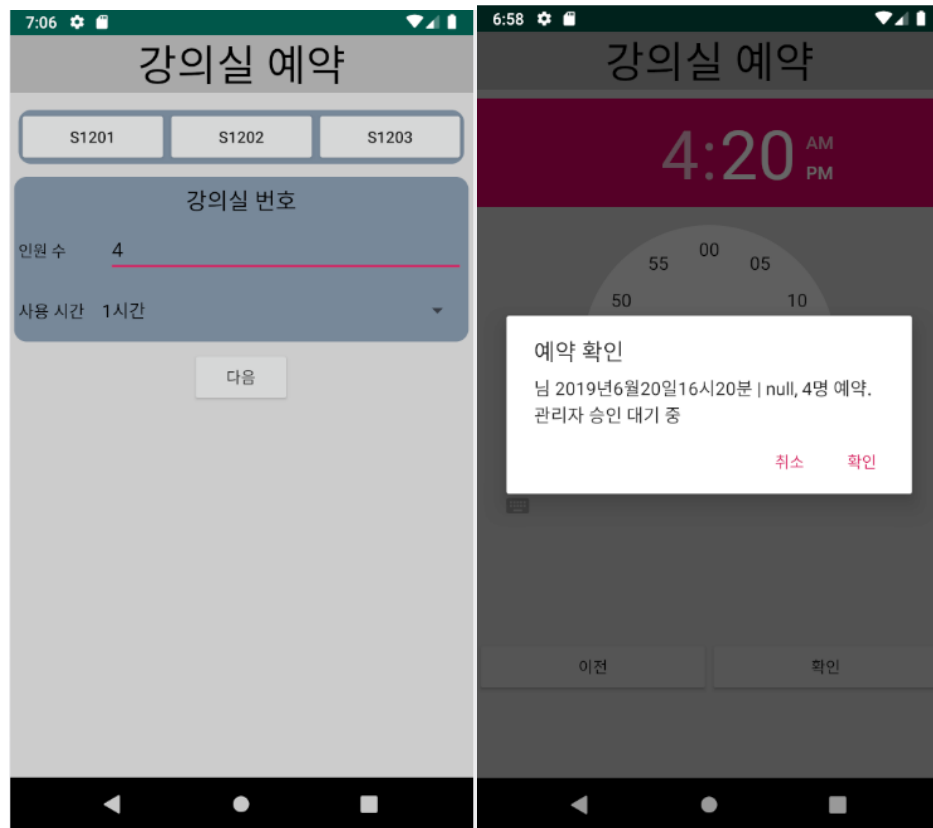 7:06
강의실 예약
S1201 S1202 S1203
강의실 번호
인원 수 4
사용 시간 1시간
다음
6:58
강의실 예약
4:20 AM
PM
00
55 05
50 10
예약 확인
님 2019년6월20일16시20분 | null, 4명 예약.
관리자 승인 대기 중
취소 확인
이전 확인